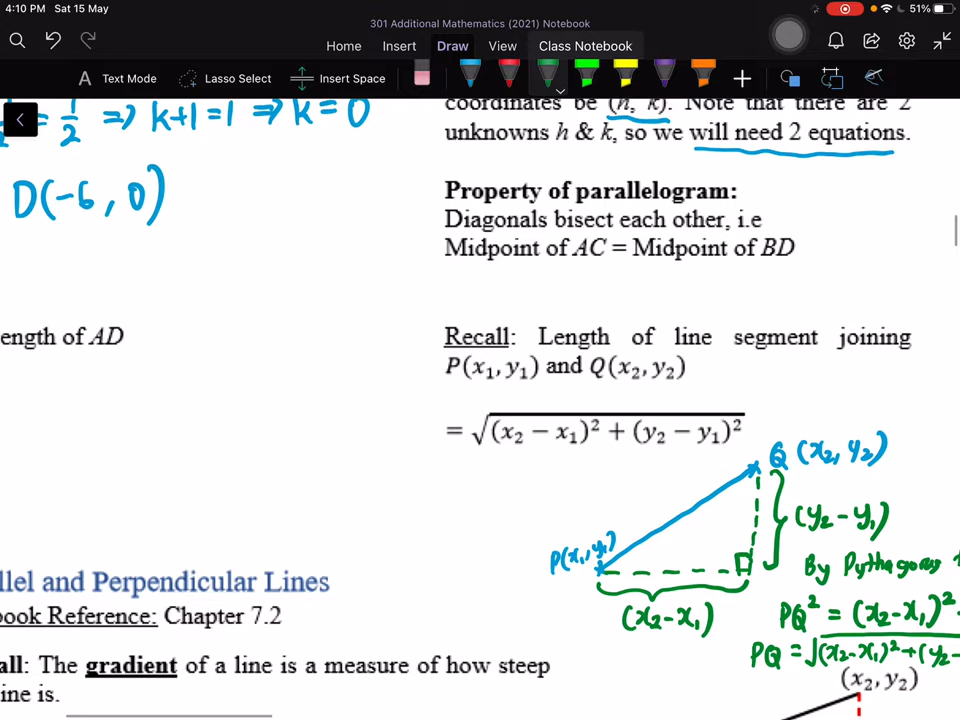 4:10 PM Sat 15 May
51%
301 Additional Mathematics (2021) Notebook
Home Insert Draw View Class Notebook
A Text Mode Lasso Select Insert Space
= 1/2 ⇒ k+1 = 1 ⇒ k = 0
D(-6, 0)
coordinates be (h, k). Note that there are 2
unknowns h & k, so we will need 2 equations.
Property of parallelogram:
Diagonals bisect each other, i.e
Midpoint of AC = Midpoint of BD
ength of AD
Recall: Length of line segment joining
P(x₁, y₁) and Q(x₂, y₂)
= √(x₂ − x₁)² + (y₂ − y₁)²
Q (x₂, y₂)
(y₂ − y₁)
P(x₁, y₁)
(x₂ − x₁)
By Pythagoras
PQ² = (x₂ − x₁)²
PQ = √(x₂ − x₁)² + (y₂ −
(x₂, y₂)
llel and Perpendicular Lines
book Reference: Chapter 7.2
all: The gradient of a line is a measure of how steep
ine is.